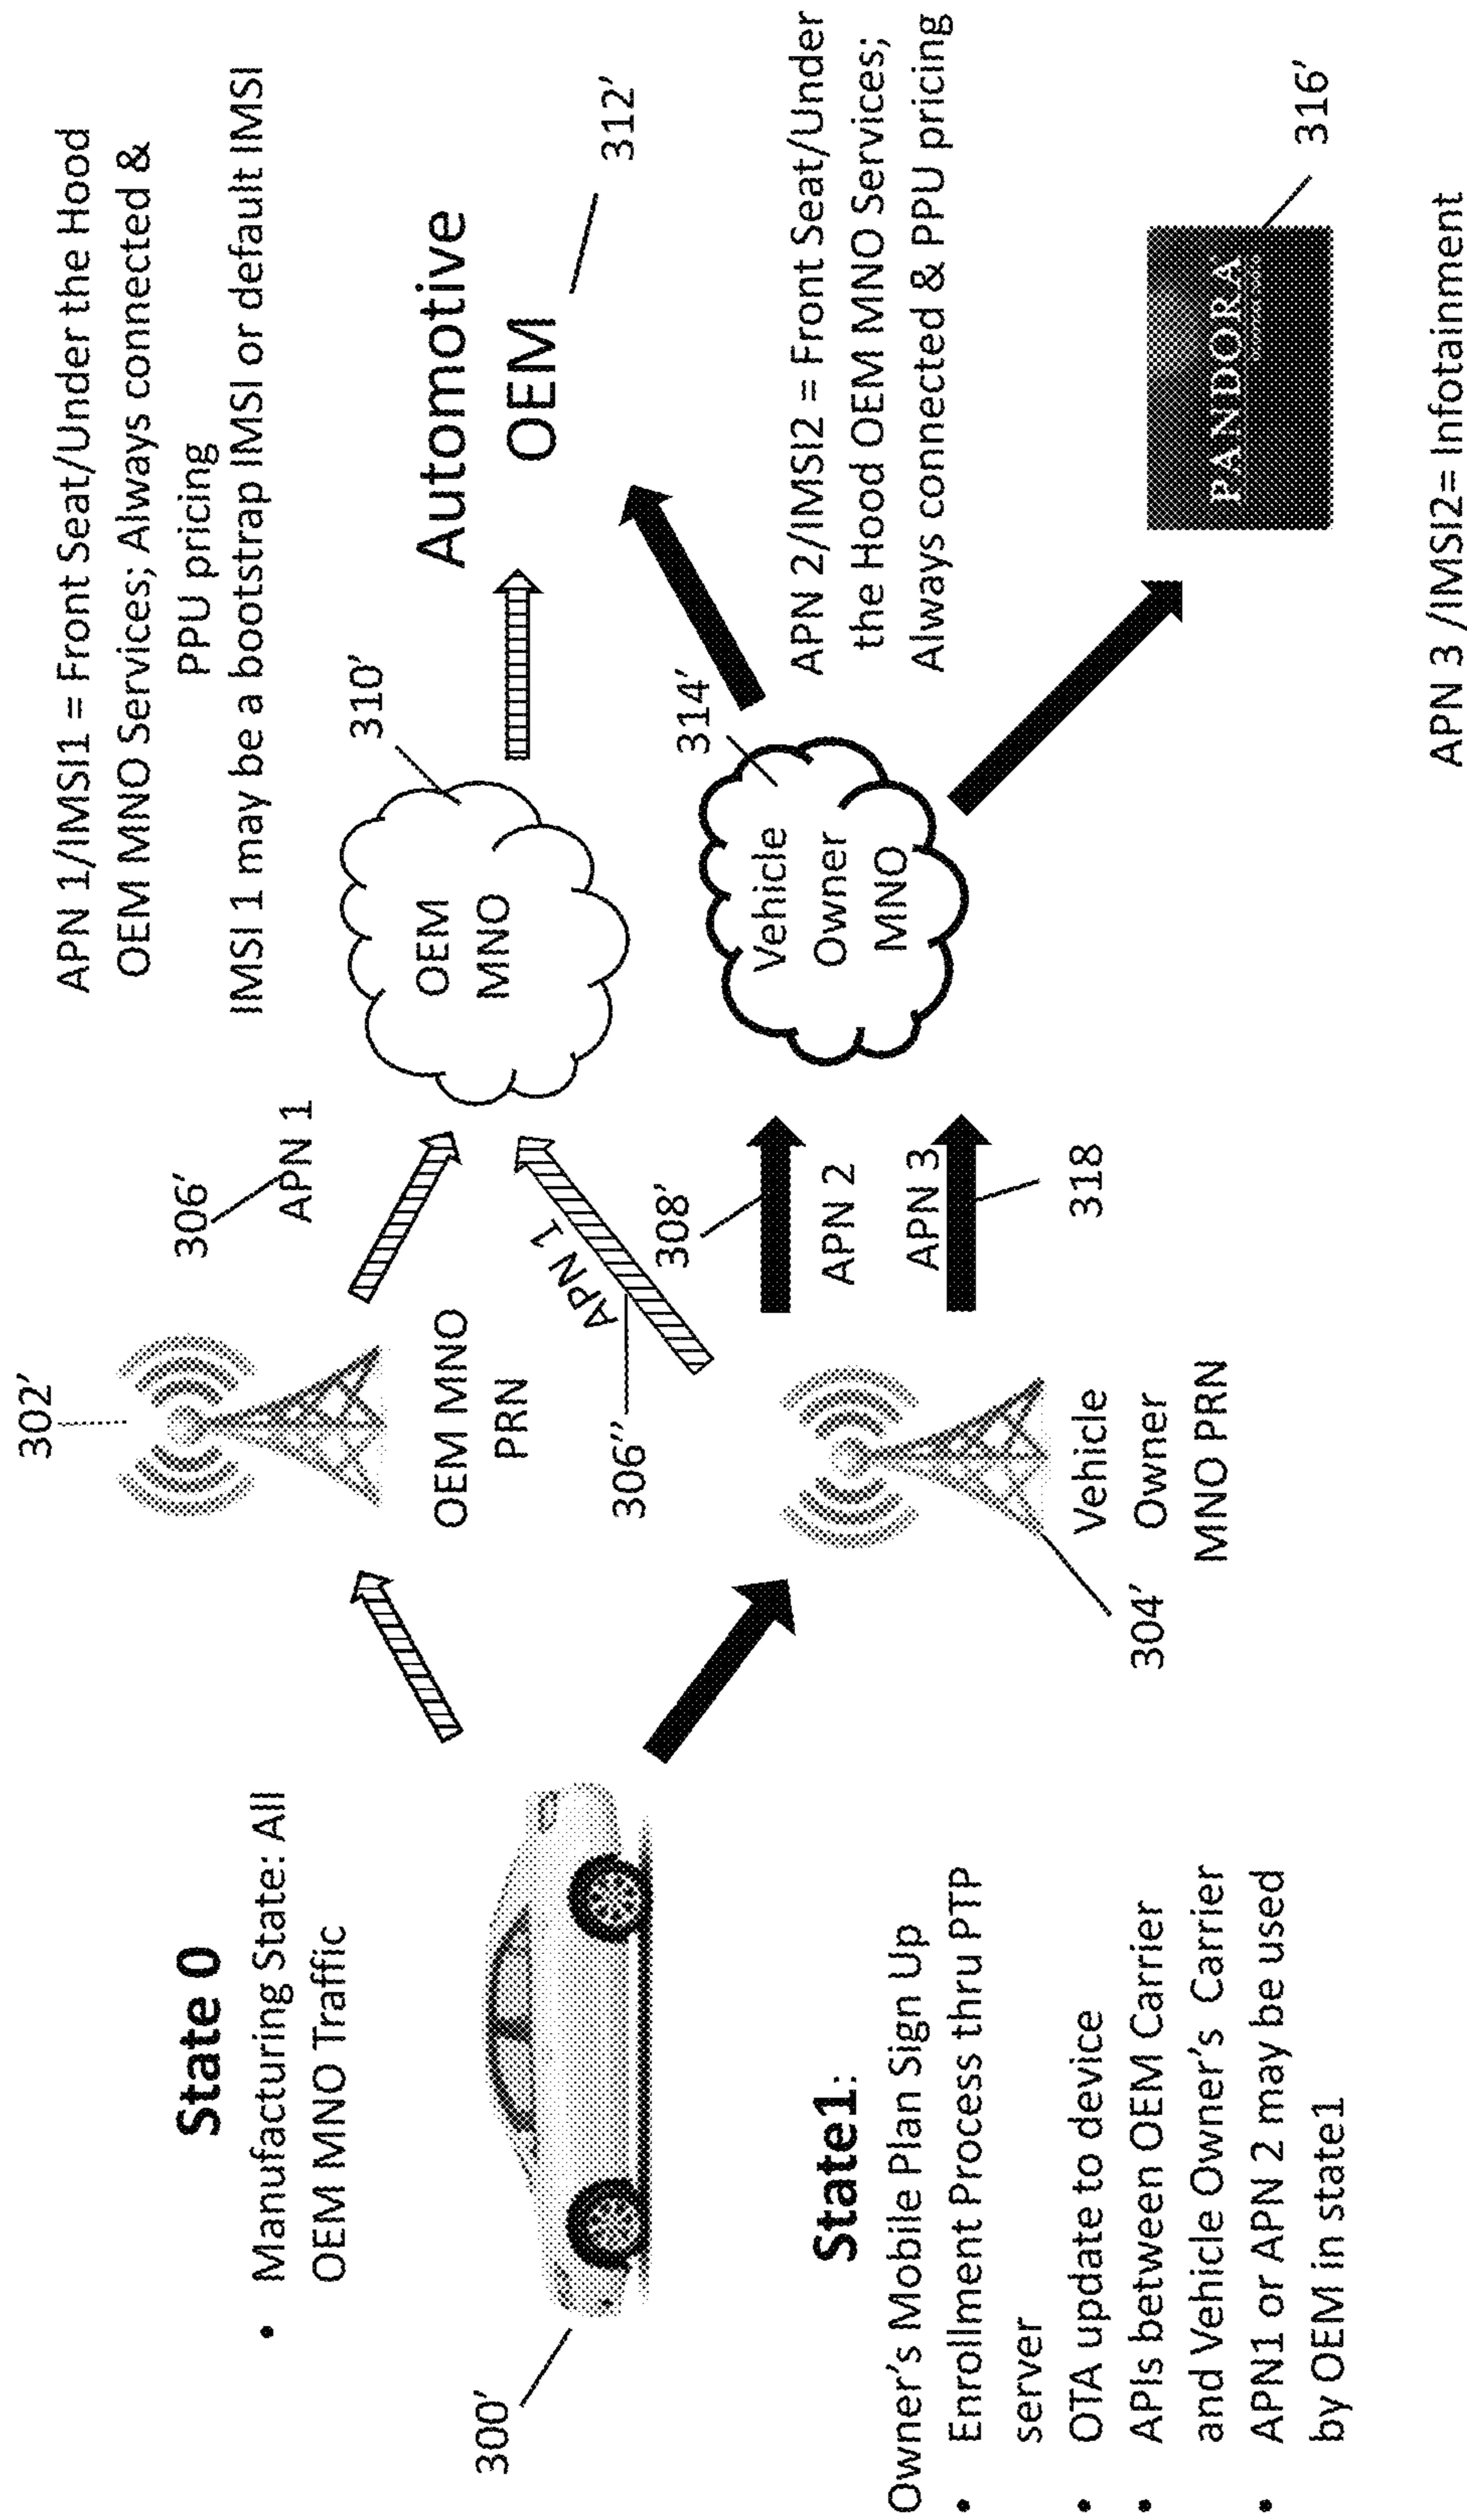 State 0
• Manufacturing State: All
OEM MNO Traffic
300′
State1:
Owner's Mobile Plan Sign Up
• Enrollment Process thru PTP
server
• OTA update to device
• APIs between OEM Carrier
and Vehicle Owner's Carrier
• APN1 or APN 2 may be used
by OEM in state1
302′
OEM MNO
PRN
306′
APN 1
306′′
APN 1
304′
Vehicle
Owner
MNO PRN
308′
APN 2
APN 3
318
310′
OEM
MNO
314′
Vehicle
Owner
MNO
APN 1/IMSI1 = Front Seat/Under the Hood
OEM MNO Services; Always connected &
PPU pricing
IMSI 1 may be a bootstrap IMSI or default IMSI
Automotive
OEM
312′
APN 2/IMSI2 = Front Seat/Under
the Hood OEM MNO Services;
Always connected & PPU pricing
PANDORA
316′
APN 3 /IMSI2= Infotainment